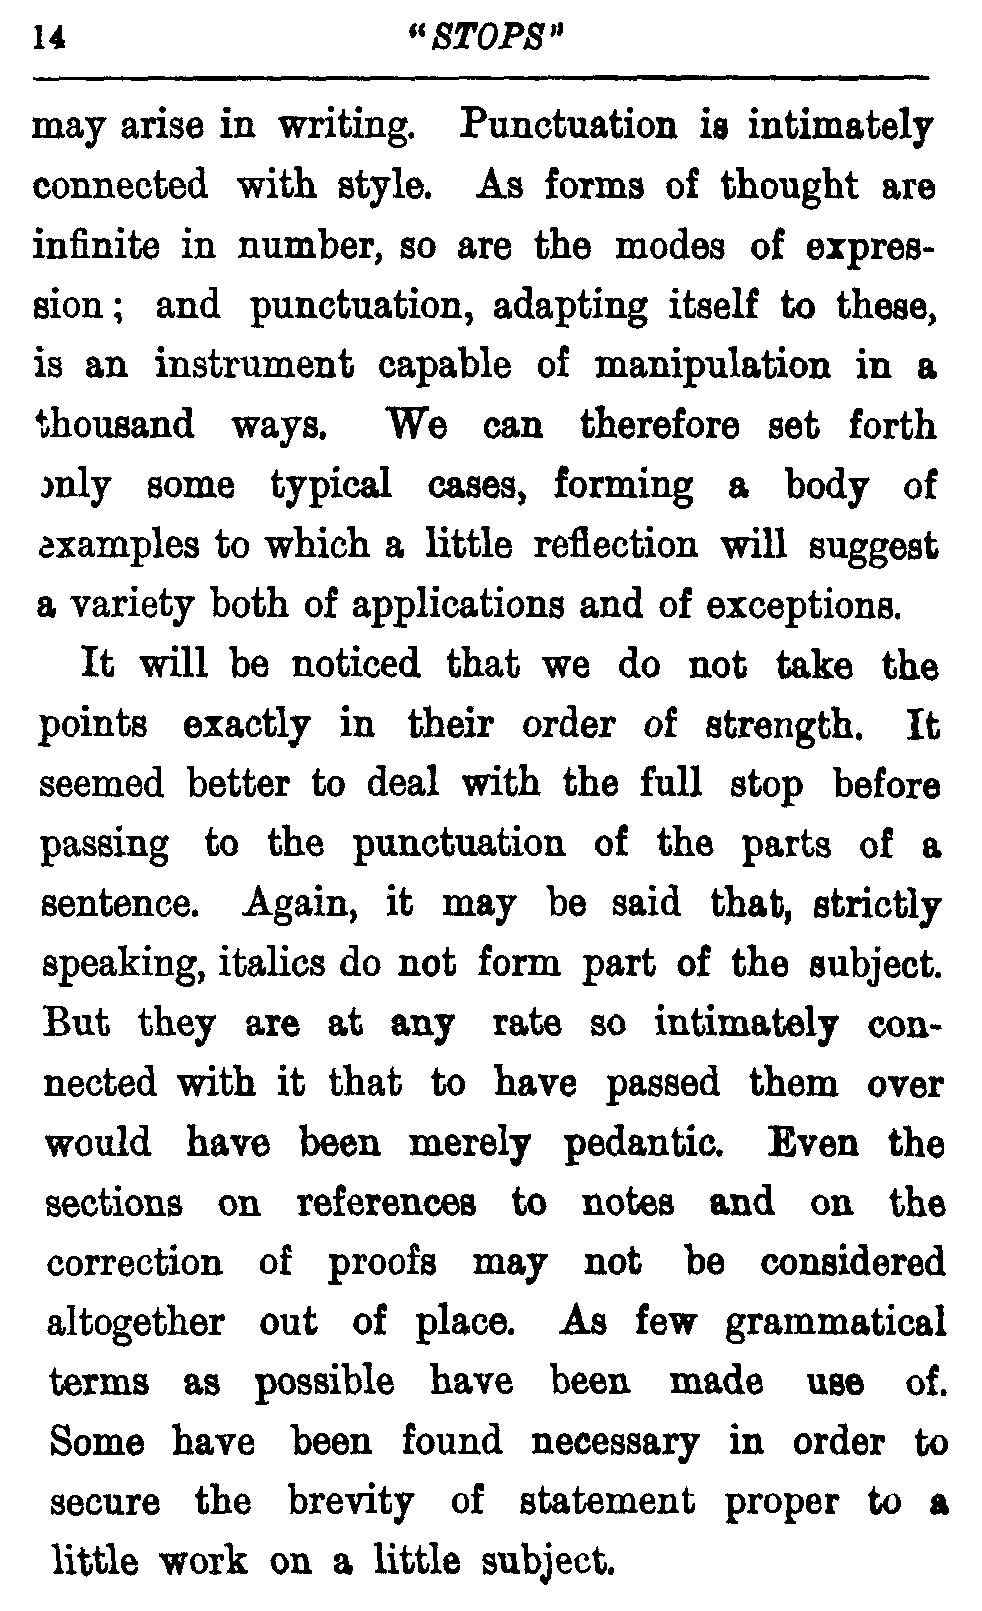 14 "STOPS"
may arise in writing. Punctuation is intimately
connected with style. As forms of thought are
infinite in number, so are the modes of expres-
sion; and punctuation, adapting itself to these,
is an instrument capable of manipulation in a
thousand ways. We can therefore set forth
only some typical cases, forming a body of
examples to which a little reflection will suggest
a variety both of applications and of exceptions.
It will be noticed that we do not take the
points exactly in their order of strength. It
seemed better to deal with the full stop before
passing to the punctuation of the parts of a
sentence. Again, it may be said that, strictly
speaking, italics do not form part of the subject.
But they are at any rate so intimately con-
nected with it that to have passed them over
would have been merely pedantic. Even the
sections on references to notes and on the
correction of proofs may not be considered
altogether out of place. As few grammatical
terms as possible have been made use of.
Some have been found necessary in order to
secure the brevity of statement proper to a
little work on a little subject.